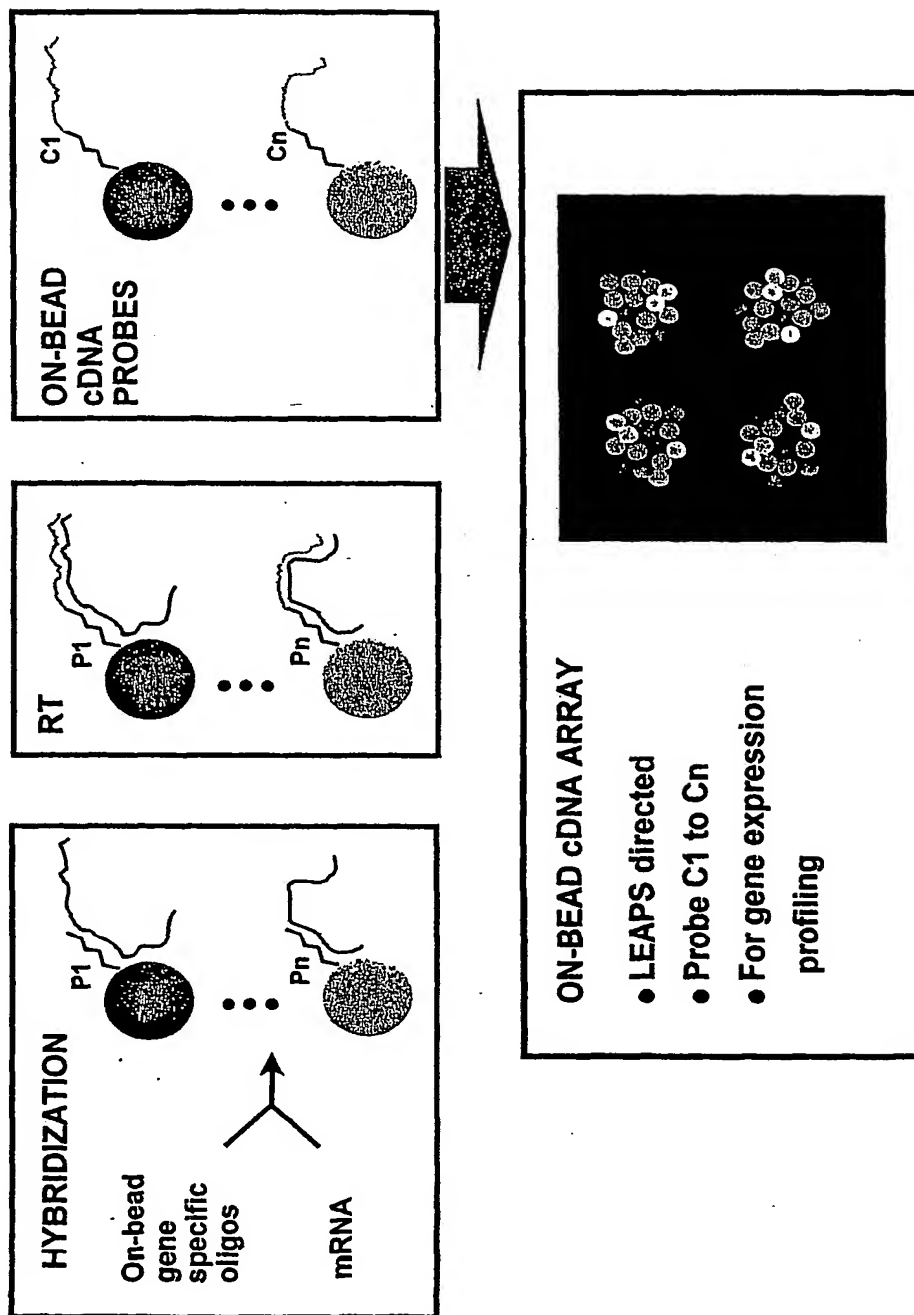 HYBRIDIZATION
On-bead
gene
specific
oligos
mRNA
P1
Pn
RT
P1
Pn
ON-BEAD
cDNA
PROBES
C1
Cn
ON-BEAD cDNA ARRAY
• LEAPS directed
• Probe C1 to Cn
• For gene expression
profiling